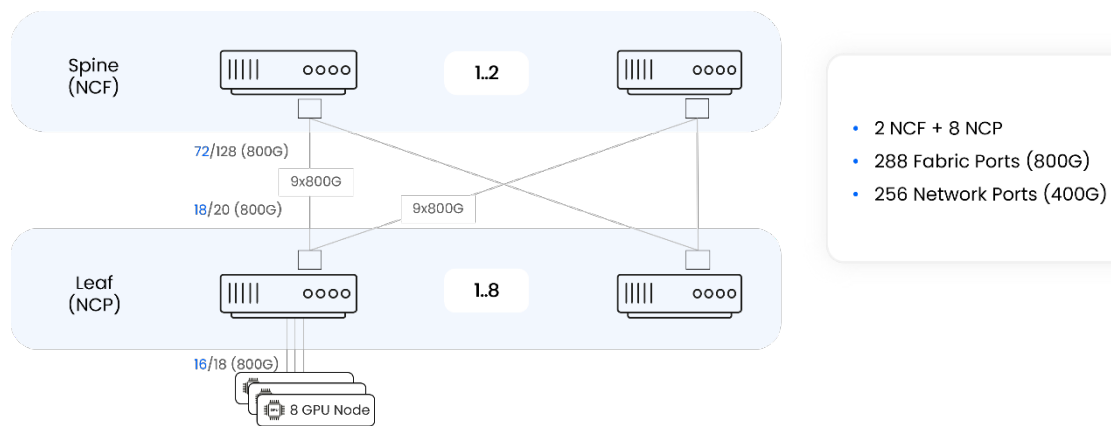 Spine
(NCF)
1..2
72/128 (800G)
9x800G
18/20 (800G)
9x800G
Leaf
(NCP)
1..8
16/18 (800G)
8 GPU Node
• 2 NCF + 8 NCP
• 288 Fabric Ports (800G)
• 256 Network Ports (400G)